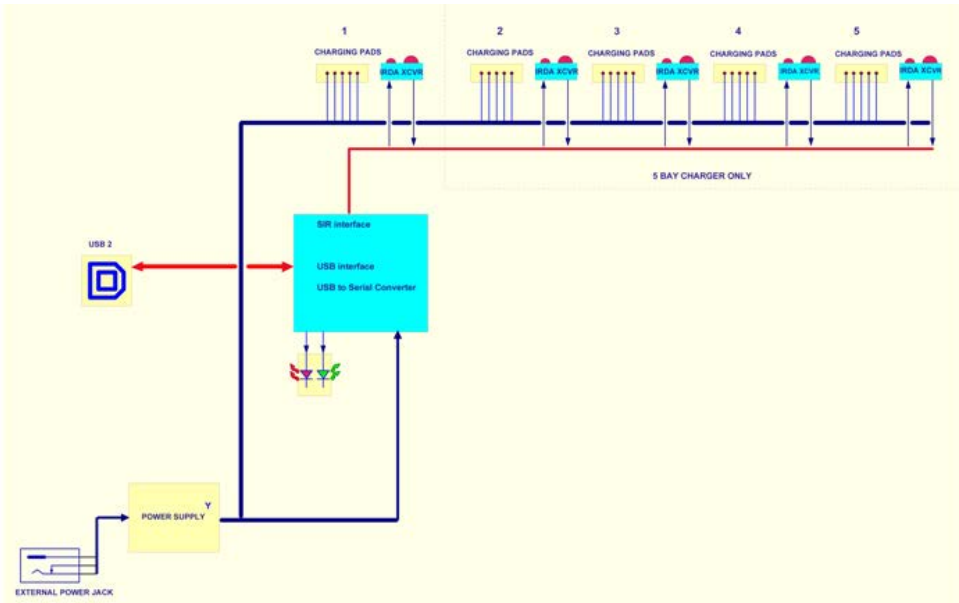 1
2
3
4
5
CHARGING PADS
IRDA XCVR
CHARGING PADS
IRDA XCVR
CHARGING PADS
IRDA XCVR
CHARGING PADS
IRDA XCVR
CHARGING PADS
IRDA XCVR
5 BAY CHARGER ONLY
SIR interface
USB 2
USB interface
USB to Serial Converter
Y
POWER SUPPLY
EXTERNAL POWER JACK